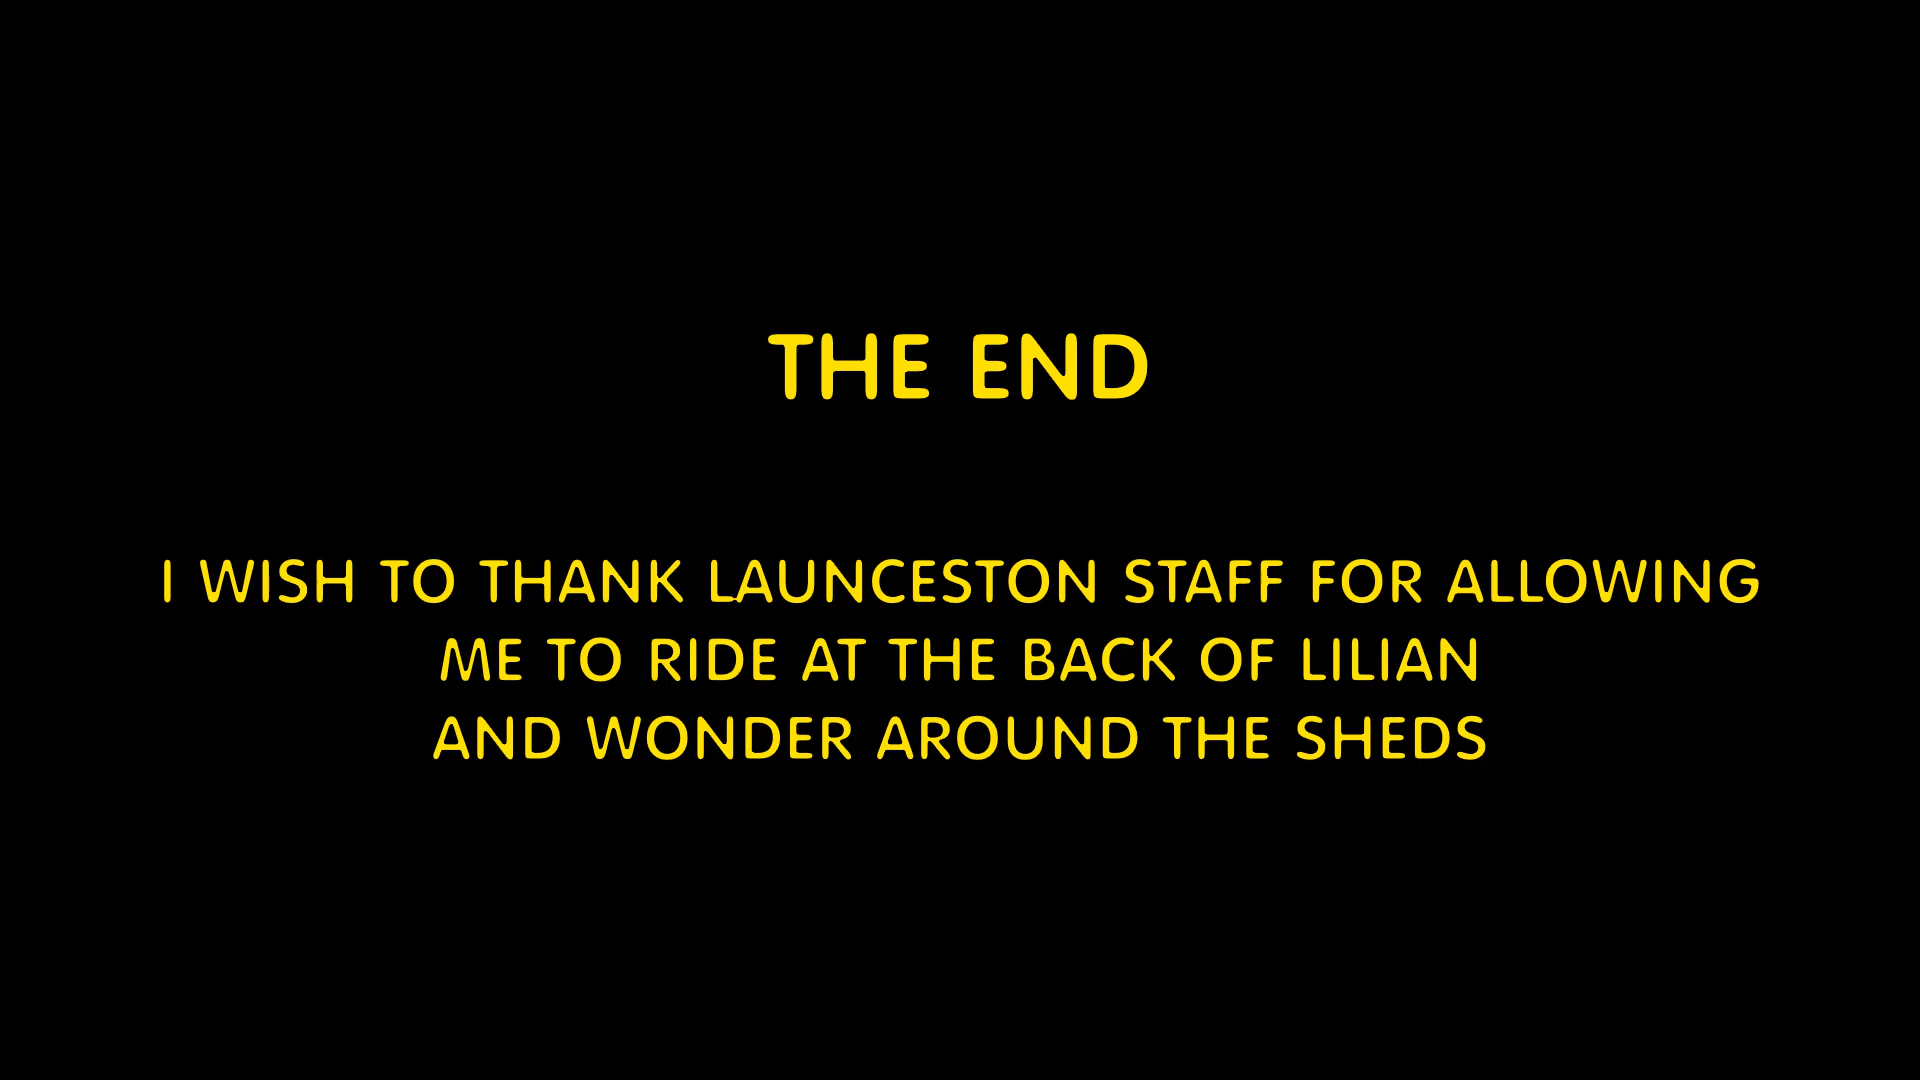 THE END
I WISH TO THANK LAUNCESTON STAFF FOR ALLOWING
ME TO RIDE AT THE BACK OF LILIAN
AND WONDER AROUND THE SHEDS